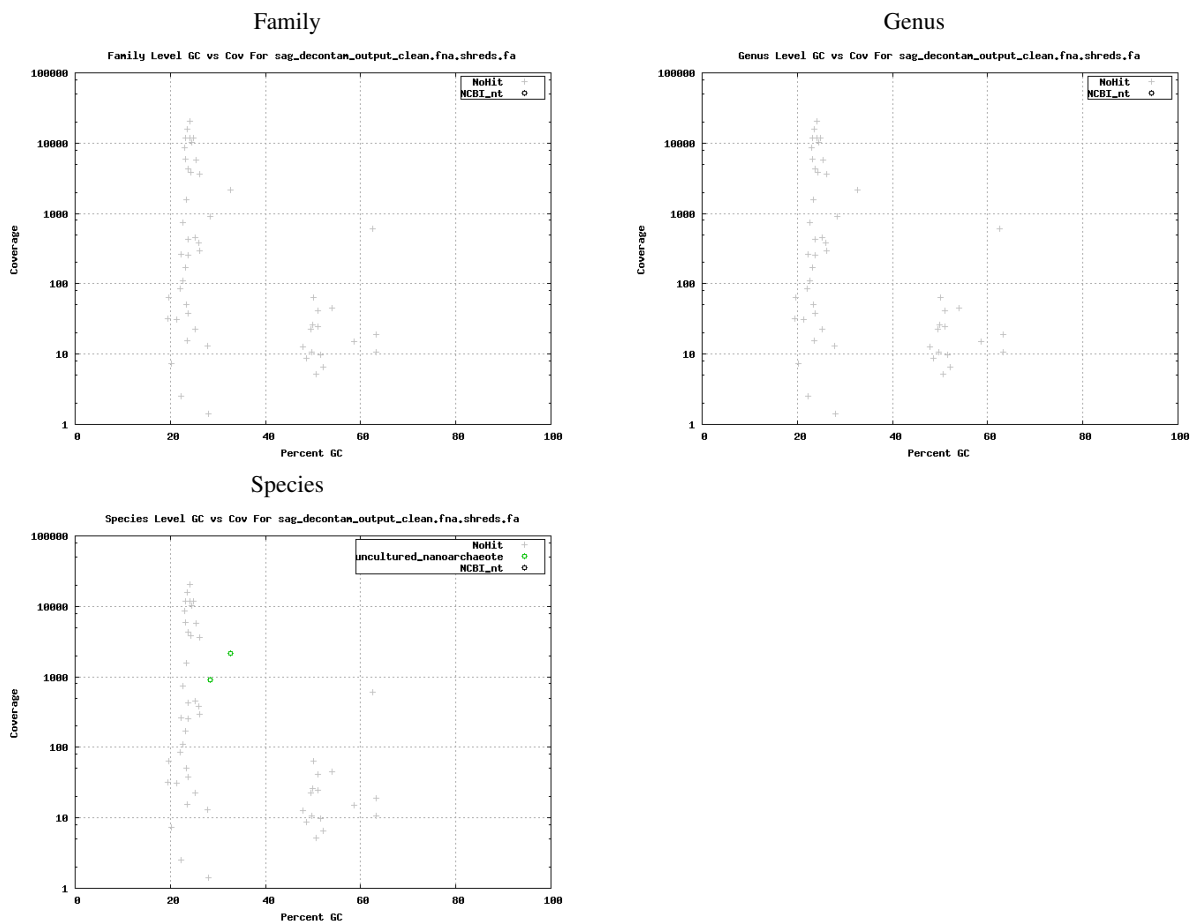 Family
Family Level GC vs Cov For sag_decontam_output_clean.fna.shreds.fa
NoHit
NCBI_nt
100000
10000
1000
100
10
1
Coverage
0 20 40 60 80 100
Percent GC
Genus
Genus Level GC vs Cov For sag_decontam_output_clean.fna.shreds.fa
NoHit
NCBI_nt
100000
10000
1000
100
10
1
Coverage
0 20 40 60 80 100
Percent GC
Species
Species Level GC vs Cov For sag_decontam_output_clean.fna.shreds.fa
NoHit
uncultured_nanoarchaeote
NCBI_nt
100000
10000
1000
100
10
1
Coverage
0 20 40 60 80 100
Percent GC